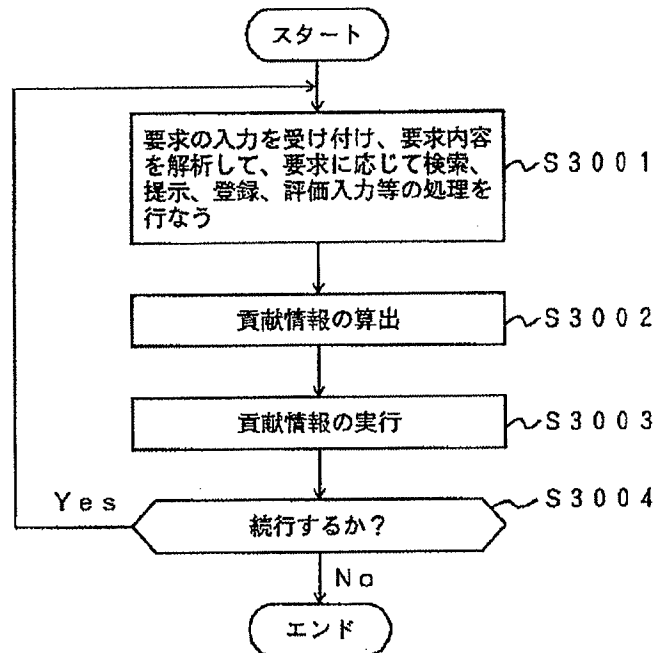 スタート
要求の入力を受け付け、要求内容
を解析して、要求に応じて検索、
提示、登録、評価入力等の処理を
行なう
S3001
貢献情報の算出
S3002
貢献情報の実行
S3003
続行するか？
S3004
Yes
No
エンド